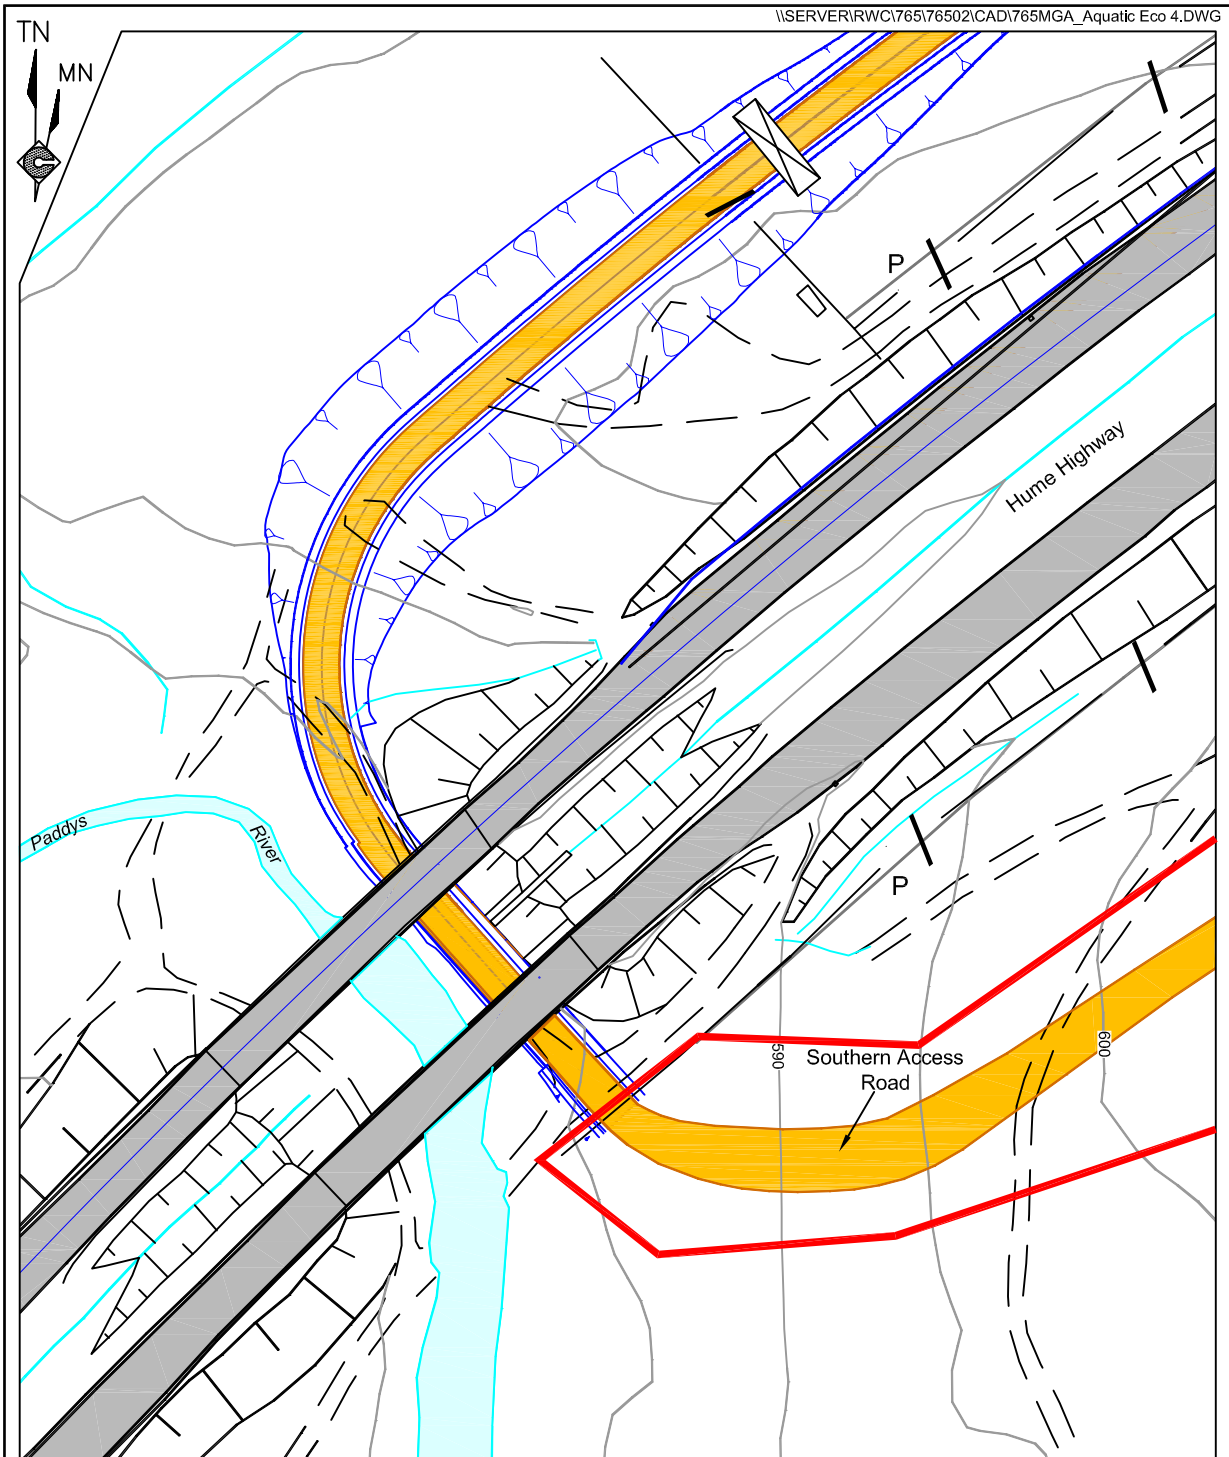 \\SERVER\RWC\765\76502\CAD\765MGA_Aquatic Eco 4.DWG
TN
MN
P
Hume Highway
Paddys
River
P
590
600
Southern Access
Road